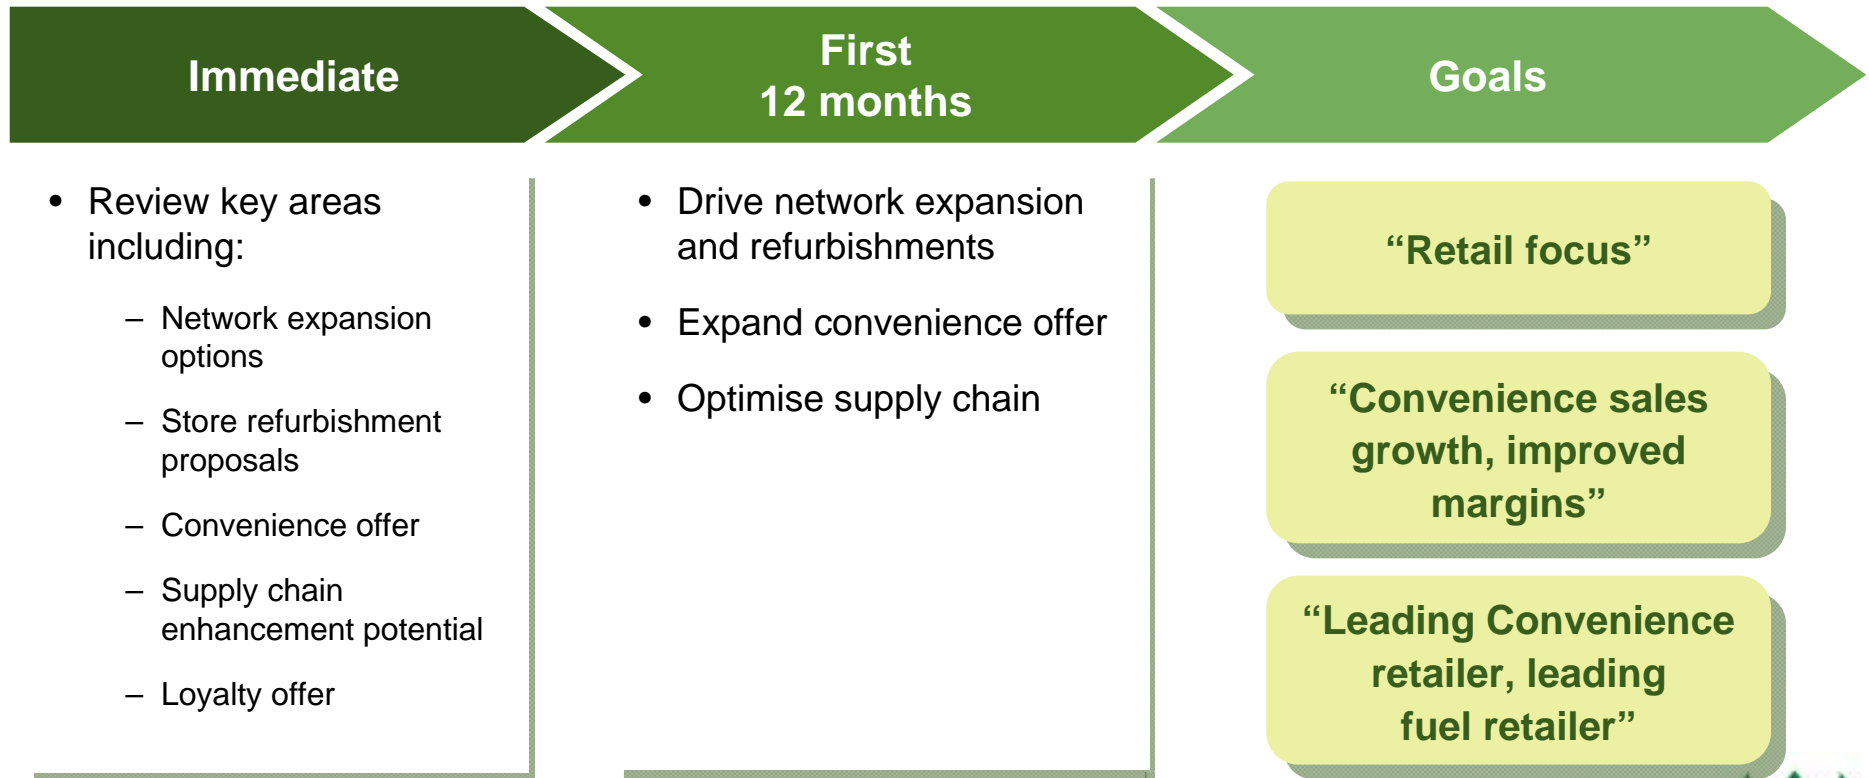 Immediate
First
12 months
Goals
• Review key areas
including:
– Network expansion
options
– Store refurbishment
proposals
– Convenience offer
– Supply chain
enhancement potential
– Loyalty offer
• Drive network expansion
and refurbishments
• Expand convenience offer
• Optimise supply chain
“Retail focus”
“Convenience sales
growth, improved
margins”
“Leading Convenience
retailer, leading
fuel retailer”